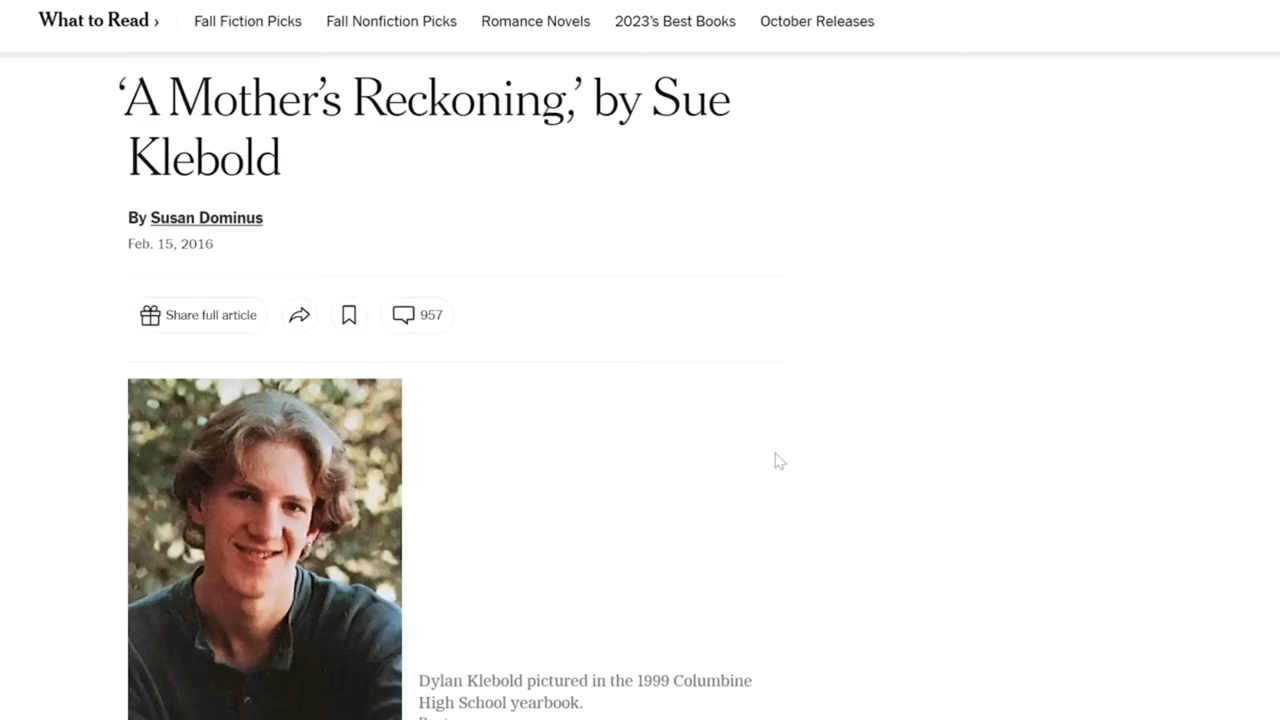 What to Read › Fall Fiction Picks Fall Nonfiction Picks Romance Novels 2023’s Best Books October Releases
‘A Mother’s Reckoning,’ by Sue
Klebold
By Susan Dominus
Feb. 15, 2016
Share full article 957
Dylan Klebold pictured in the 1999 Columbine
High School yearbook.